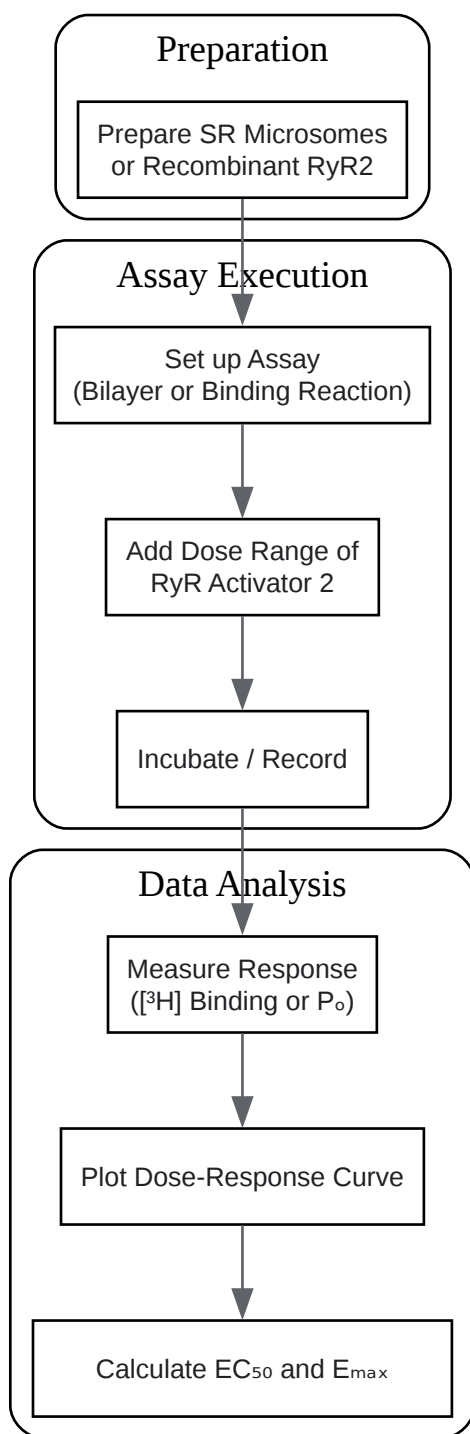 Preparation
Prepare SR Microsomes
or Recombinant RyR2
Assay Execution
Set up Assay
(Bilayer or Binding Reaction)
Add Dose Range of
RyR Activator 2
Incubate / Record
Data Analysis
Measure Response
([³H] Binding or Pₒ)
Plot Dose-Response Curve
Calculate EC₅₀ and Eₘₐₓ